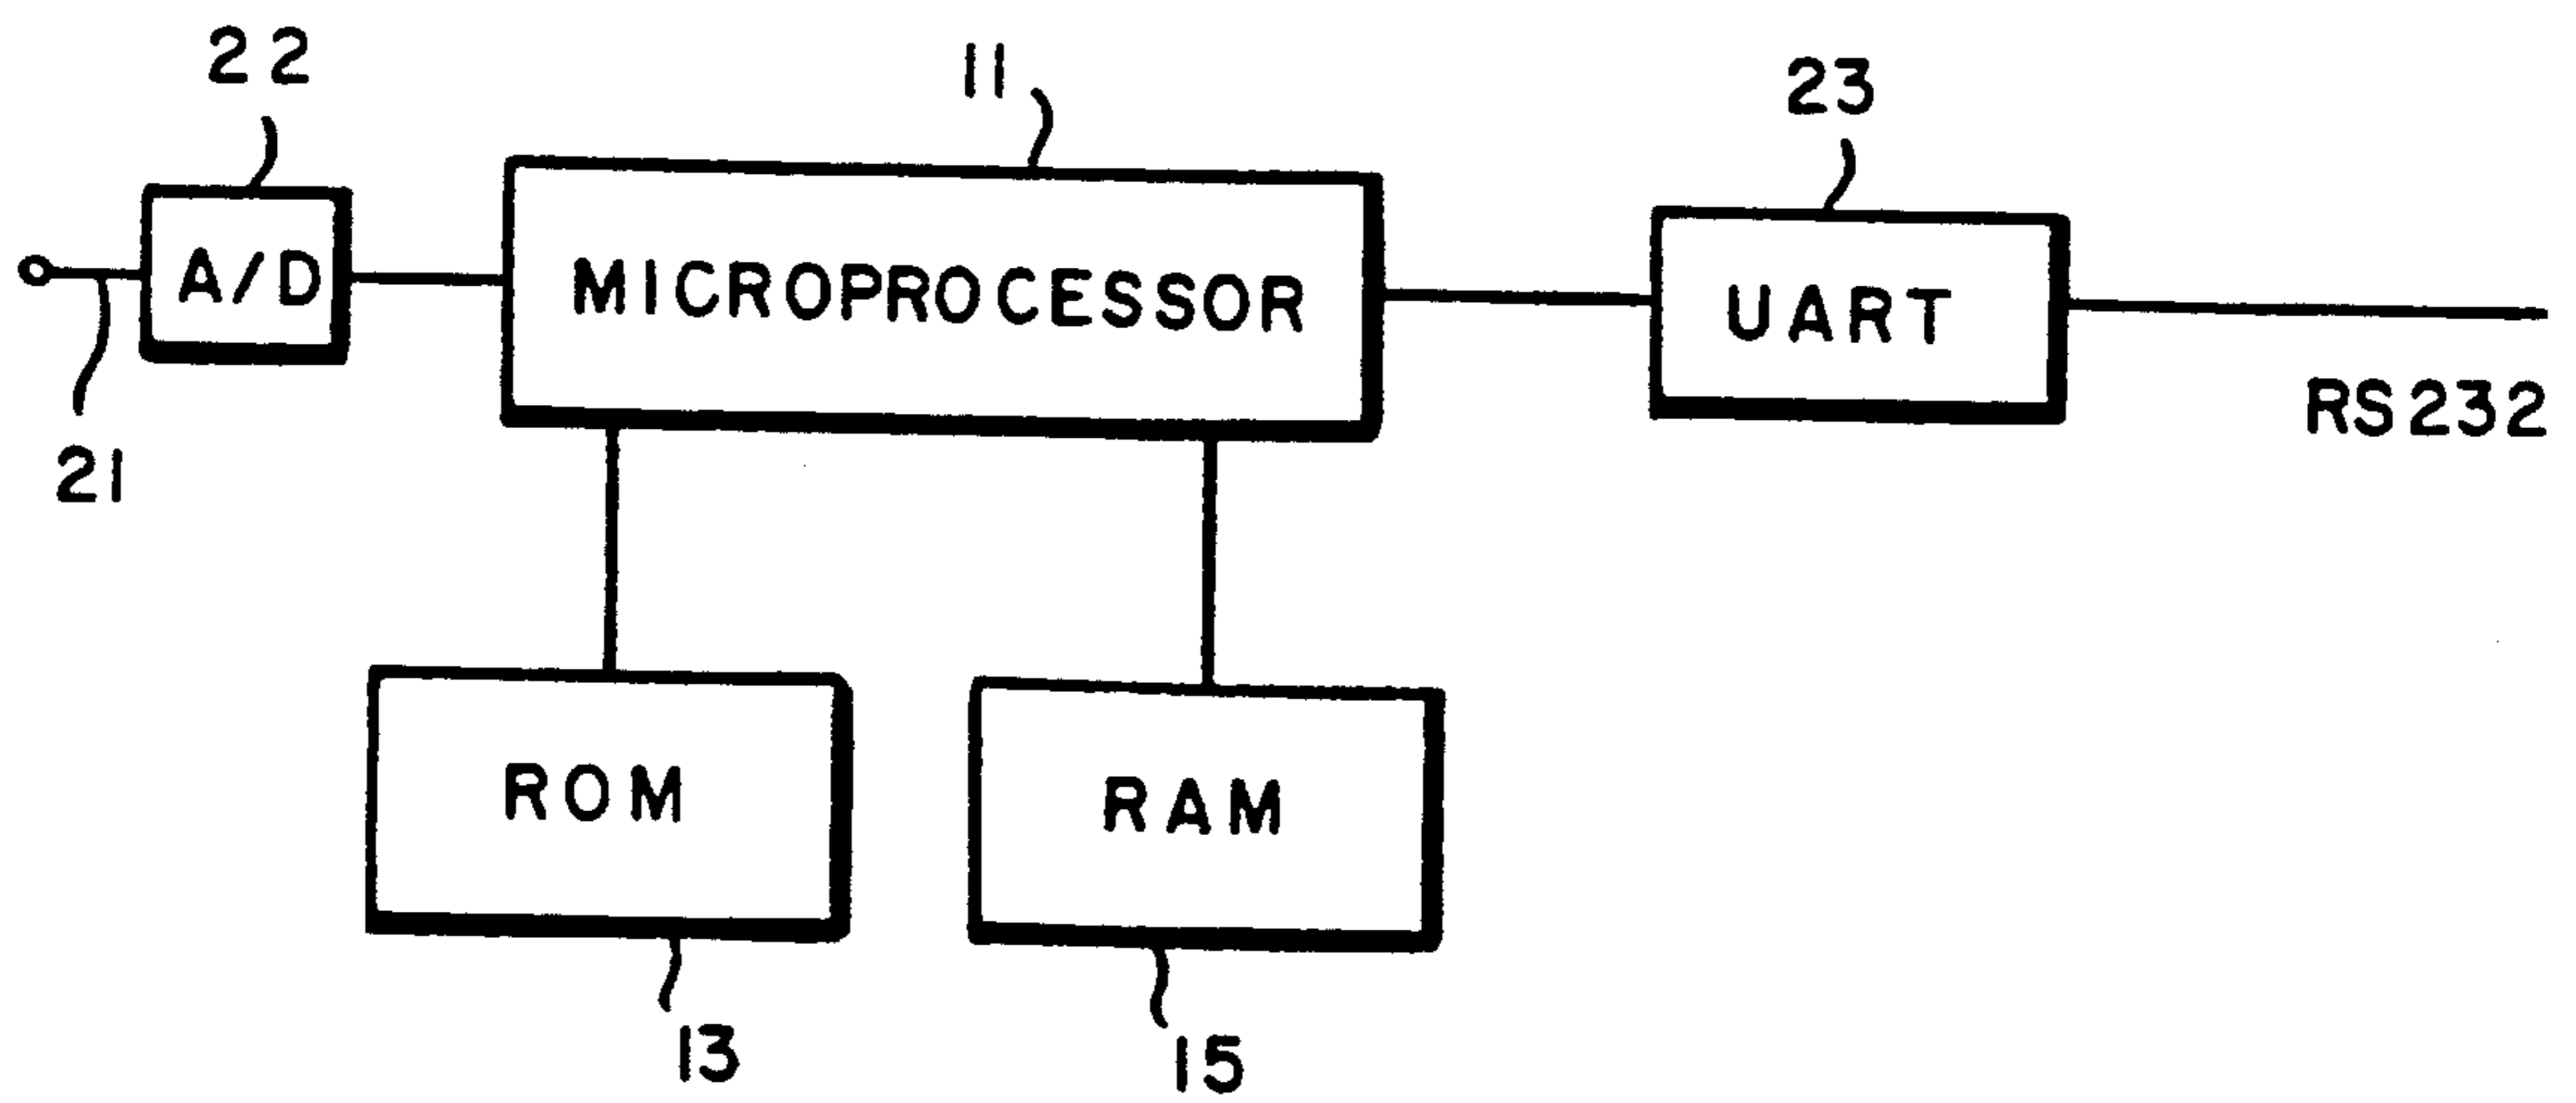 22
11
23
A/D
MICROPROCESSOR
UART
RS232
21
ROM
RAM
13
15